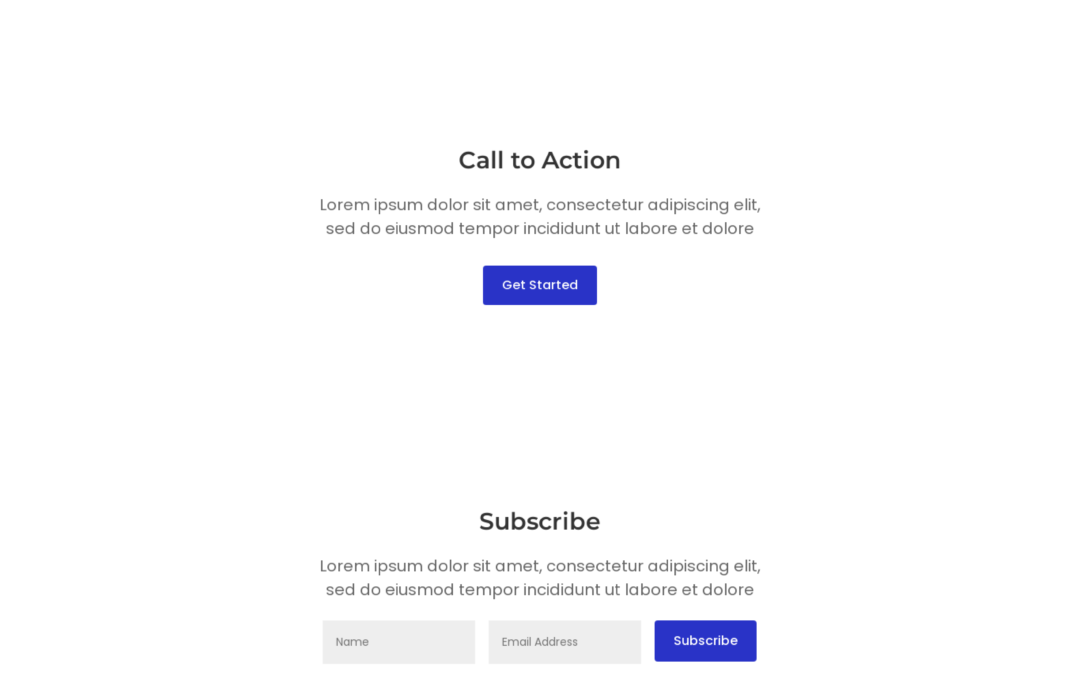 Call to Action
Lorem ipsum dolor sit amet, consectetur adipiscing elit,
sed do eiusmod tempor incididunt ut labore et dolore
Get Started
Subscribe
Lorem ipsum dolor sit amet, consectetur adipiscing elit,
sed do eiusmod tempor incididunt ut labore et dolore
Name
Email Address
Subscribe